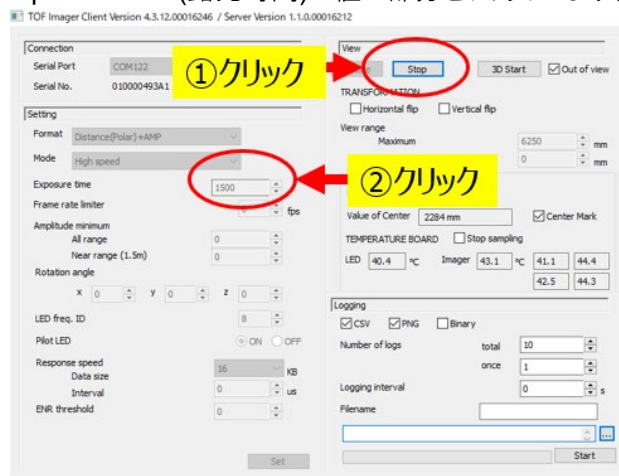 TOF Imager Client Version 4.3.12.00016246 / Server Version 1.1.0.00016212
Connection
Serial Port COM122
Serial No. 010000493A1
①クリック
Setting
Format Distance(Polar)+AMP
Mode High speed
Exposure time 1500
Frame rate limiter fps
Amplitude minimum
All range 0
Near range (1.5m) 0
Rotation angle
x 0 y 0 z 0
LED freq. ID 8
Pilot LED ON OFF
Response speed
Data size 16 KB
Interval 0 us
ENR threshold 0
Set
View
Stop 3D Start Out of view
TRANSFORMATION
Horizontal flip Vertical flip
View range
Maximum 6250 mm
0 mm
②クリック
Value of Center 2284 mm Center Mark
TEMPERATURE BOARD Stop sampling
LED 40.4 ℃ Imager 43.1 ℃ 41.1 44.4
42.5 44.3
Logging
CSV PNG Binary
Number of logs total 10
once 1
Logging interval 0 s
Filename
...
Start